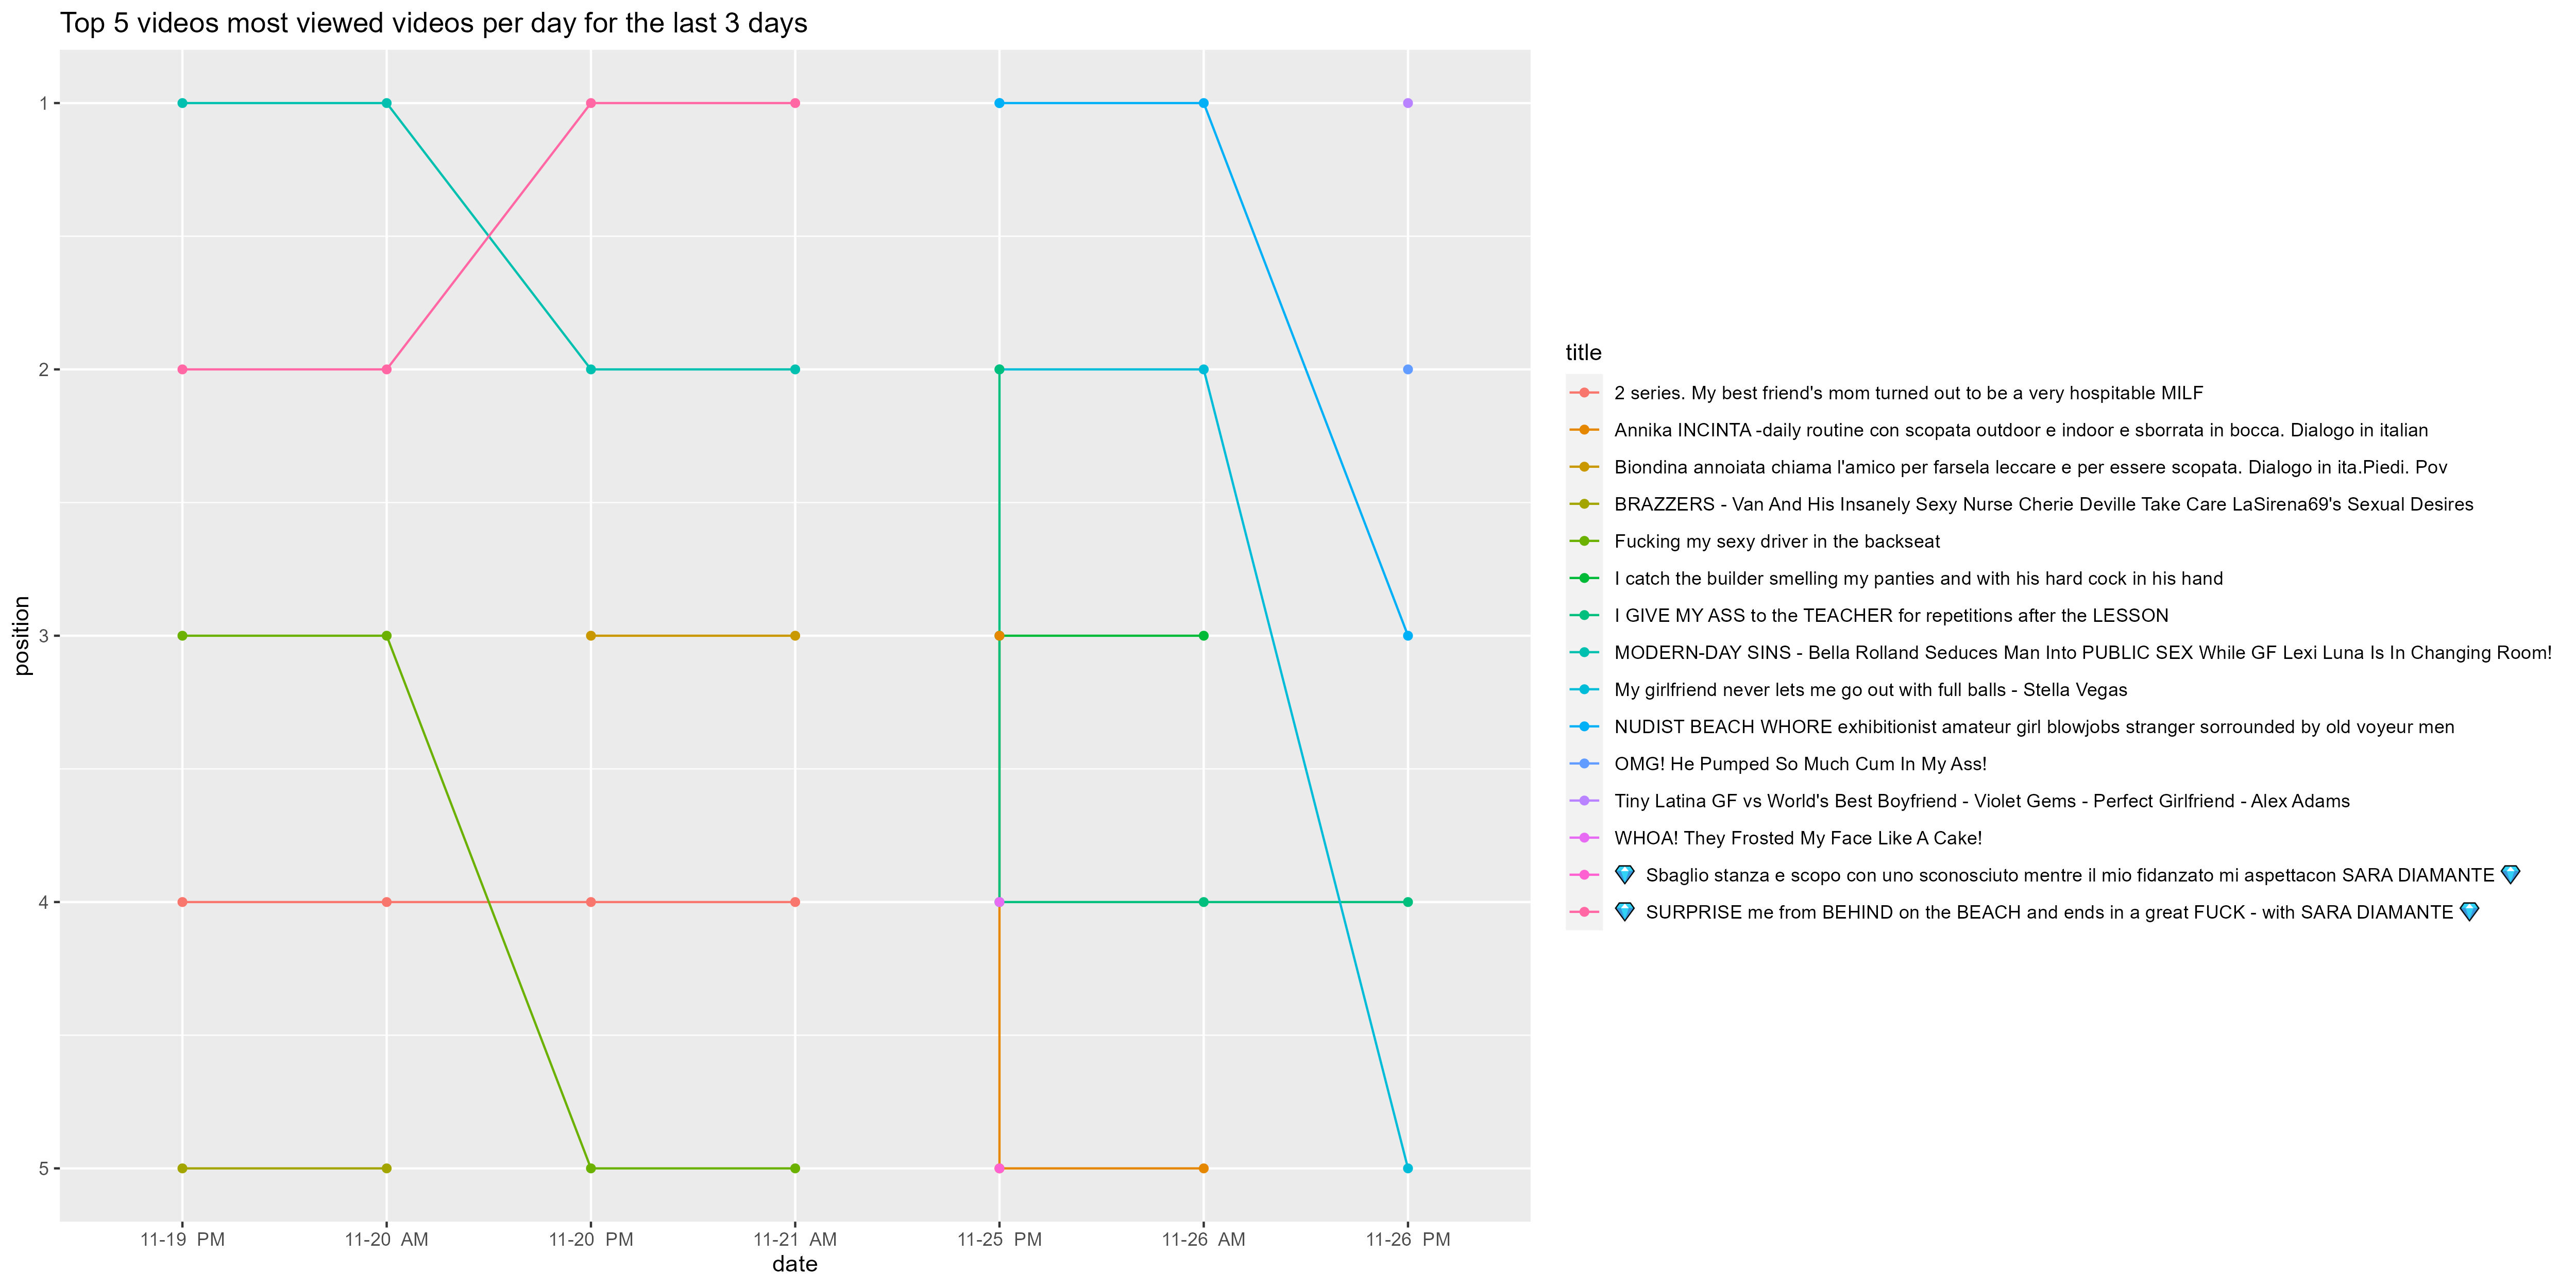 Top 5 videos most viewed videos per day for the last 3 days
1
2
3
4
5
position
11-19 PM
11-20 AM
11-20 PM
11-21 AM
11-25 PM
11-26 AM
11-26 PM
date
title
2 series. My best friend's mom turned out to be a very hospitable MILF
Annika INCINTA -daily routine con scopata outdoor e indoor e sborrata in bocca. Dialogo in italian
Biondina annoiata chiama l'amico per farsela leccare e per essere scopata. Dialogo in ita.Piedi. Pov
BRAZZERS - Van And His Insanely Sexy Nurse Cherie Deville Take Care LaSirena69's Sexual Desires
Fucking my sexy driver in the backseat
I catch the builder smelling my panties and with his hard cock in his hand
I GIVE MY ASS to the TEACHER for repetitions after the LESSON
MODERN-DAY SINS - Bella Rolland Seduces Man Into PUBLIC SEX While GF Lexi Luna Is In Changing Room!
My girlfriend never lets me go out with full balls - Stella Vegas
NUDIST BEACH WHORE exhibitionist amateur girl blowjobs stranger sorrounded by old voyeur men
OMG! He Pumped So Much Cum In My Ass!
Tiny Latina GF vs World's Best Boyfriend - Violet Gems - Perfect Girlfriend - Alex Adams
WHOA! They Frosted My Face Like A Cake!
💎 Sbaglio stanza e scopo con uno sconosciuto mentre il mio fidanzato mi aspettacon SARA DIAMANTE 💎
💎 SURPRISE me from BEHIND on the BEACH and ends in a great FUCK - with SARA DIAMANTE 💎